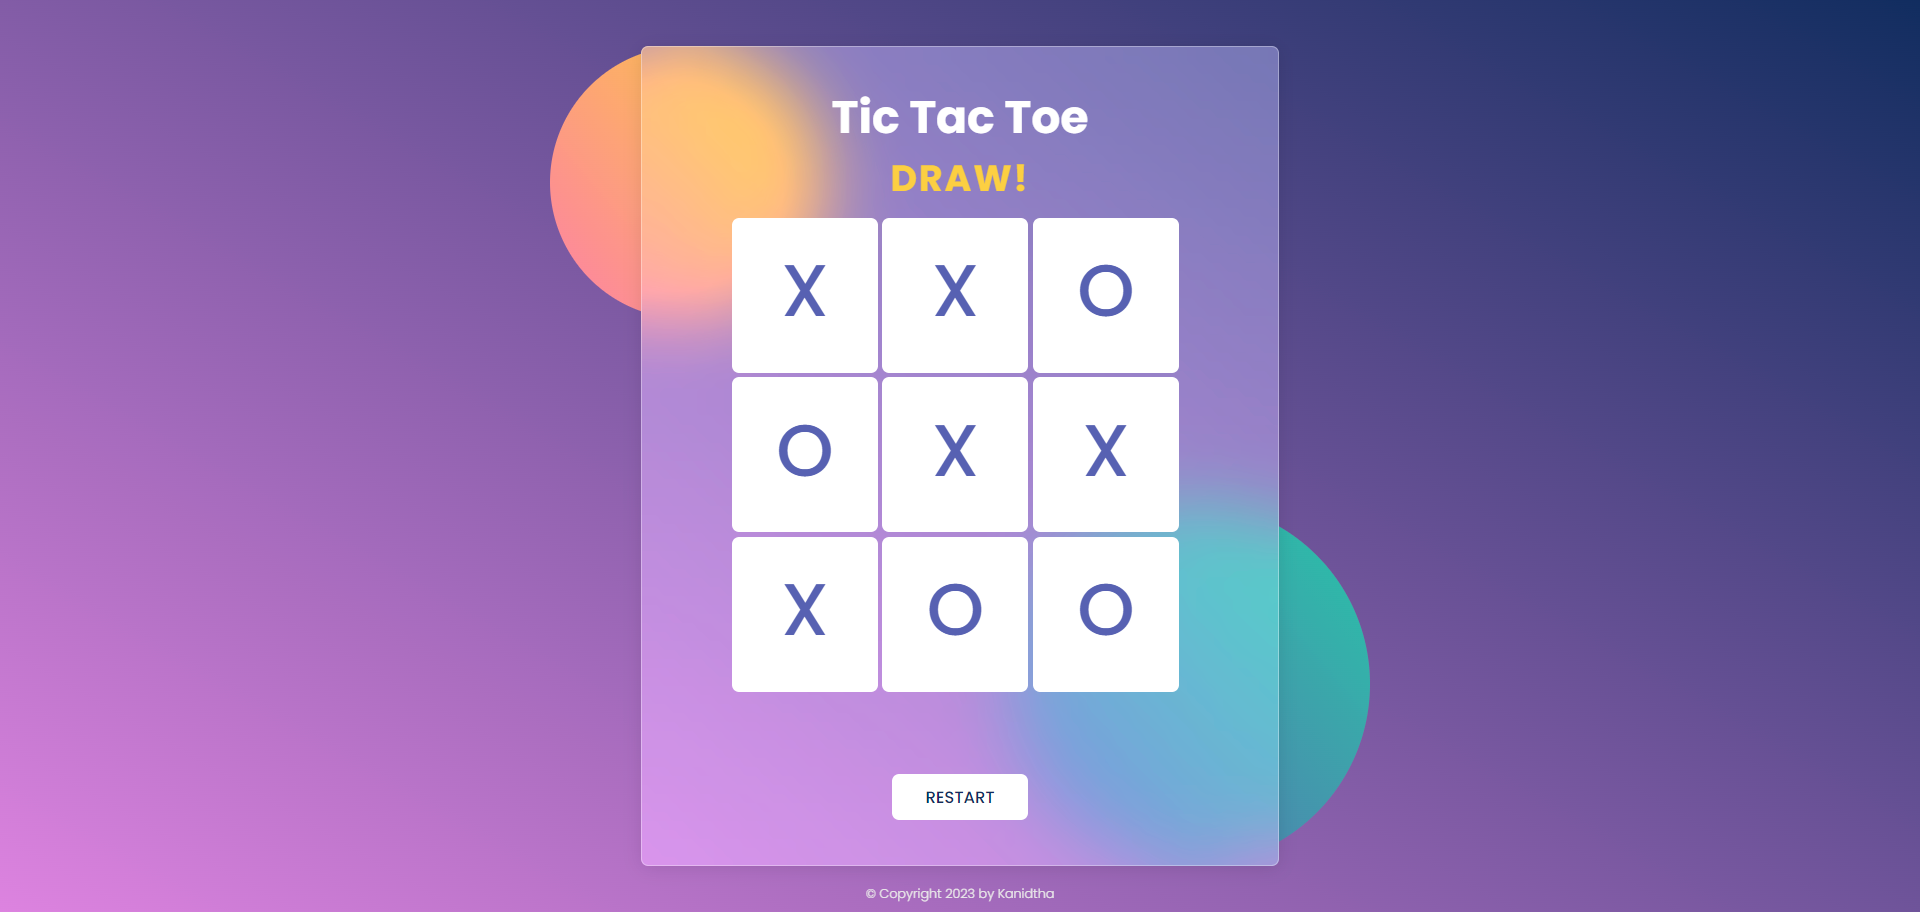 Tic Tac Toe
DRAW!
X X O
O X X
X O O
RESTART
© Copyright 2023 by Kanidtha